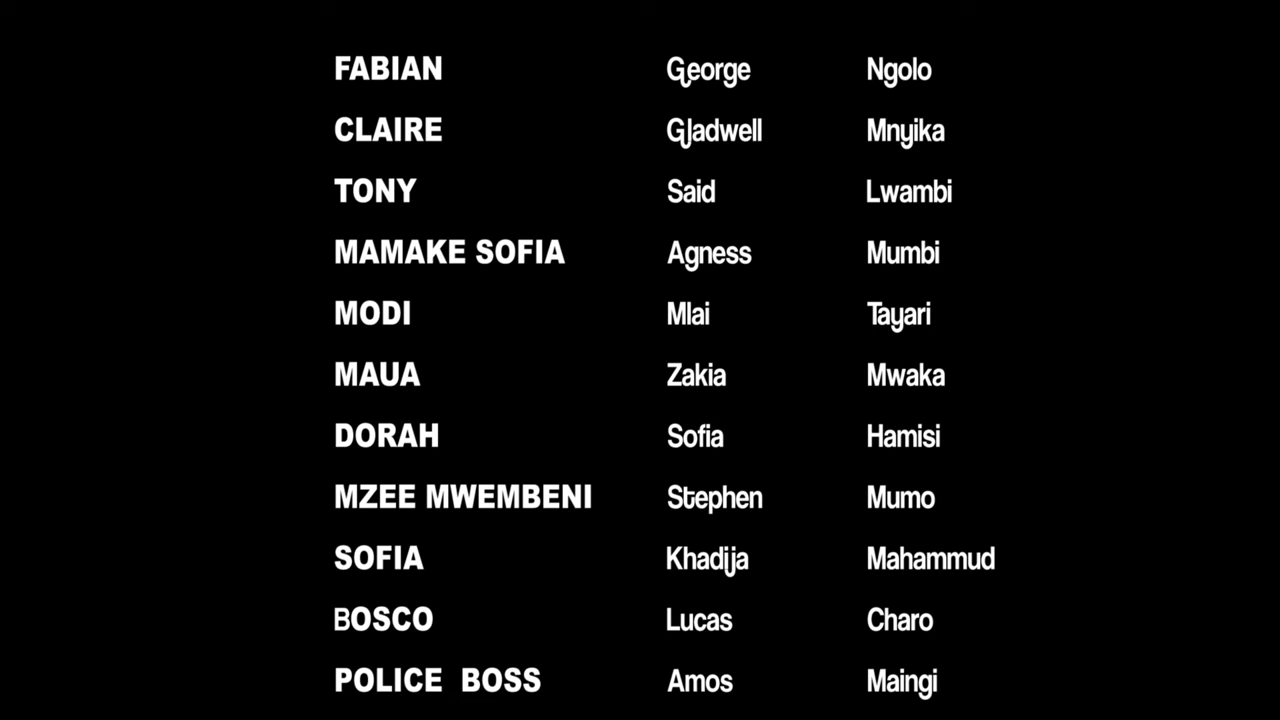 FABIAN George Ngolo
CLAIRE Gladwell Mnyika
TONY Said Lwambi
MAMAKE SOFIA Agness Mumbi
MODI Mlai Tayari
MAUA Zakia Mwaka
DORAH Sofia Hamisi
MZEE MWEMBENI Stephen Mumo
SOFIA Khadija Mahammud
BOSCO Lucas Charo
POLICE BOSS Amos Maingi